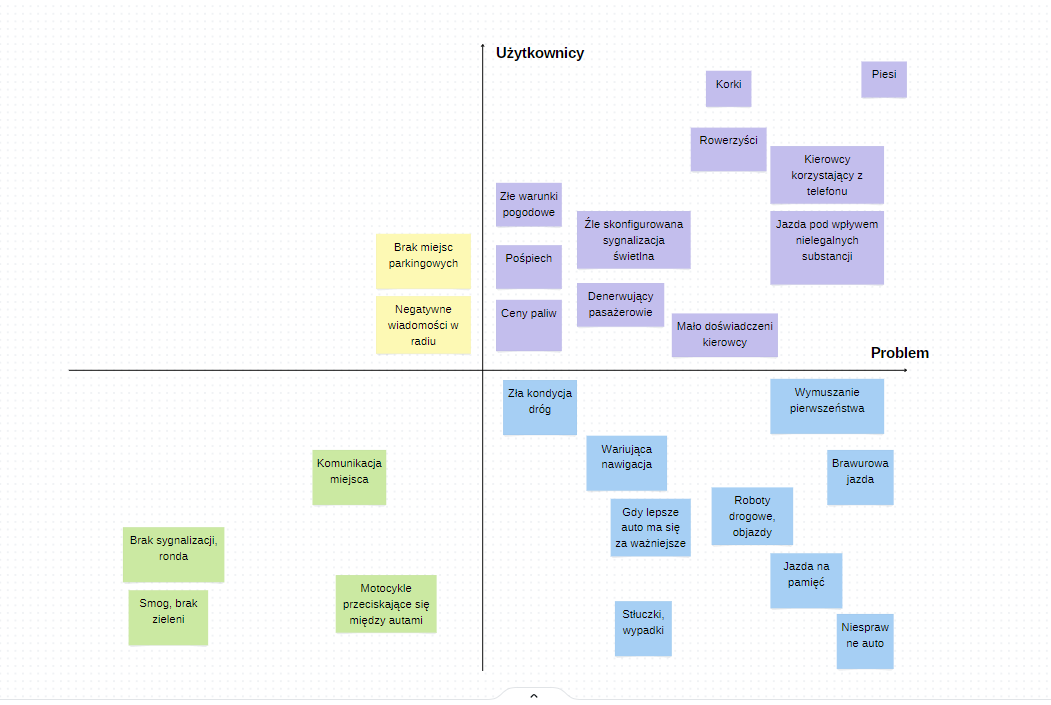 Użytkownicy
Korki
Piesi
Rowerzyści
Kierowcy
korzystający z
telefonu
Złe warunki
pogodowe
Źle skonfigurowana
sygnalizacja
świetlna
Jazda pod wpływem
nielegalnych
substancji
Brak miejsc
parkingowych
Pośpiech
Negatywne
wiadomości w
radiu
Ceny paliw
Denerwujący
pasażerowie
Mało doświadczeni
kierowcy
Problem
Zła kondycja
dróg
Wymuszanie
pierwszeństwa
Wariująca
nawigacja
Brawurowa
jazda
Komunikacja
miejsca
Gdy lepsze
auto ma się
za ważniejsze
Roboty
drogowe,
objazdy
Brak sygnalizacji,
ronda
Jazda na
pamięć
Smog, brak
zieleni
Motocykle
przeciskające się
między autami
Stłuczki,
wypadki
Niespraw
ne auto